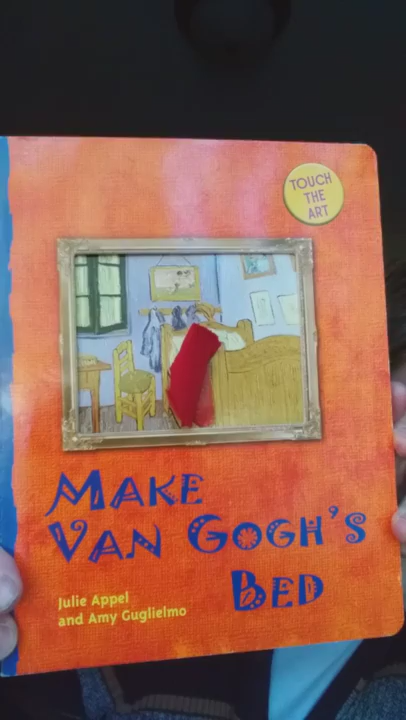 TOUCH
THE
ART
MAKE
VAN GOGH'S
BED
Julie Appel
and Amy Guglielmo